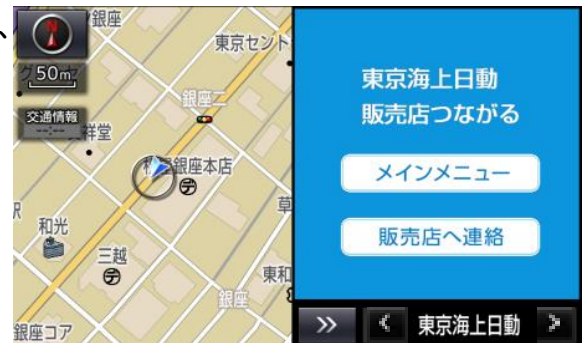 、
銀座
N
東京セント
50m
銀座二
交通情報
--:--
祥堂
屋銀座本店
和光
三越
東和
銀座
銀座コア
東京海上日動
販売店つながる
メインメニュー
販売店へ連絡
東京海上日動